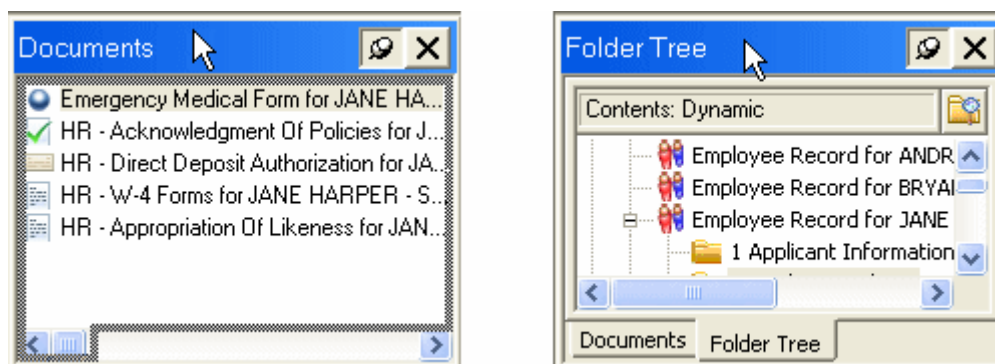 Documents
Emergency Medical Form for JANE HA...
HR - Acknowledgment Of Policies for J...
HR - Direct Deposit Authorization for JA...
HR - W-4 Forms for JANE HARPER - S...
HR - Appropriation Of Likeness for JAN...
Folder Tree
Contents: Dynamic
Employee Record for ANDR
Employee Record for BRYA
Employee Record for JANE
1 Applicant Information
Documents Folder Tree